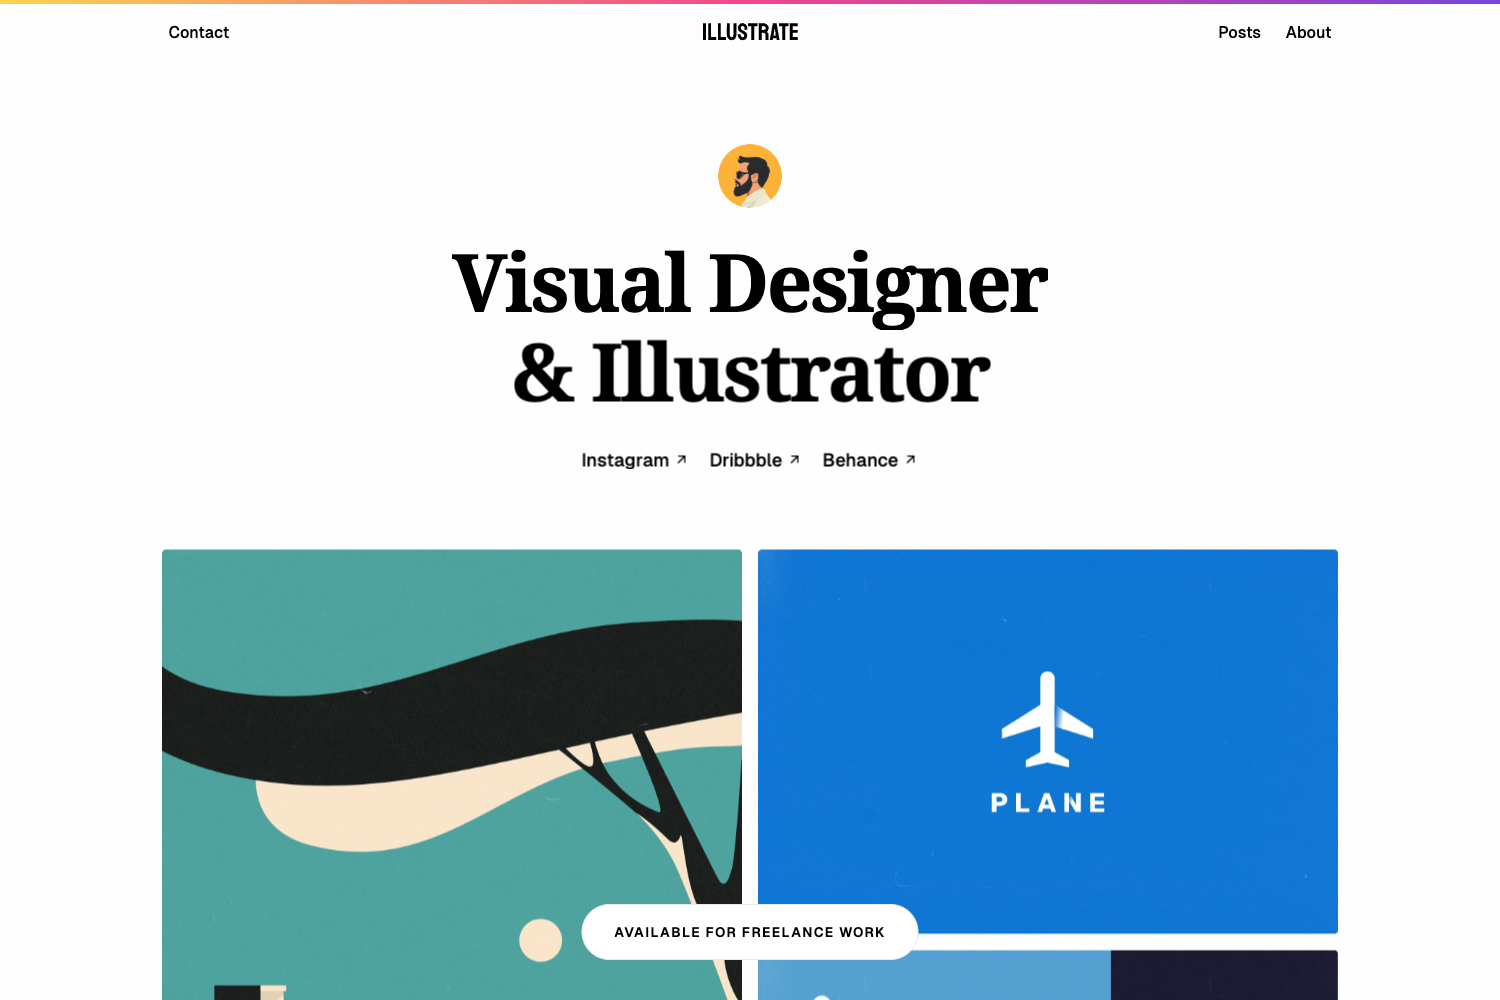 Contact
ILLUSTRATE
Posts
About
Visual Designer
& Illustrator
Instagram ↗ Dribbble ↗ Behance ↗
PLANE
AVAILABLE FOR FREELANCE WORK